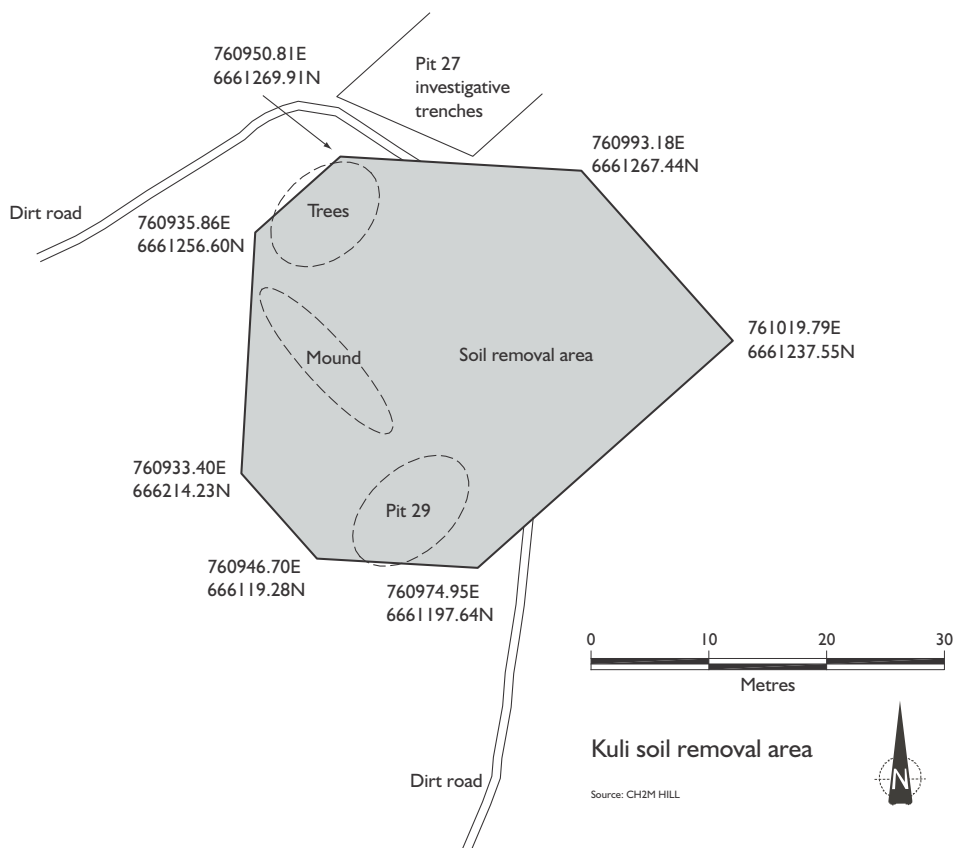 760950.81E
6661269.91N
Pit 27
investigative
trenches
760993.18E
6661267.44N
Dirt road
Trees
760935.86E
6661256.60N
761019.79E
6661237.55N
Mound
Soil removal area
760933.40E
666214.23N
Pit 29
760946.70E
666119.28N
760974.95E
6661197.64N
0 10 20 30
Metres
Kuli soil removal area
Dirt road
Source: CH2M HILL
N